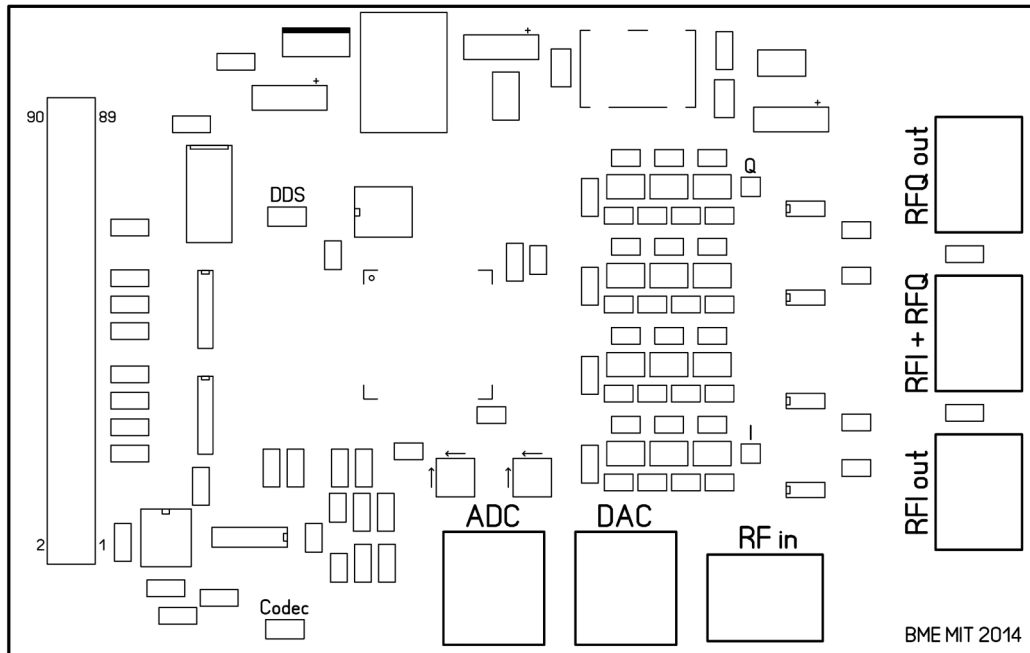 +
+
+
90 89
DDS
Q
RFQ out
RFI + RFQ
I
RFI out
ADC
DAC
RF in
2 1
Codec
BME MIT 2014